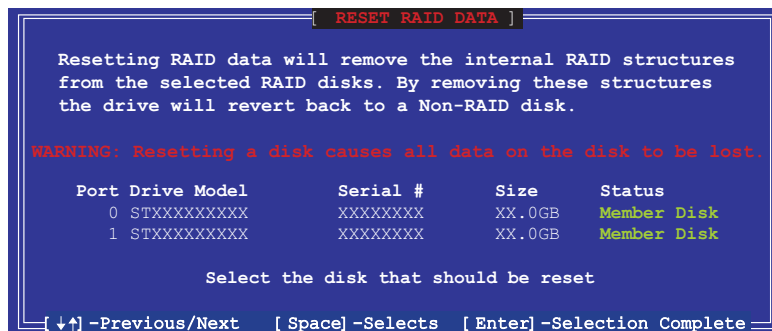 [ RESET RAID DATA ]
Resetting RAID data will remove the internal RAID structures
from the selected RAID disks. By removing these structures
the drive will revert back to a Non-RAID disk.
WARNING: Resetting a disk causes all data on the disk to be lost.
Port Drive Model Serial # Size Status
0 STXXXXXXXXX XXXXXXXX XX.0GB Member Disk
1 STXXXXXXXXX XXXXXXXX XX.0GB Member Disk
Select the disk that should be reset
[↓↑]-Previous/Next [Space]-Selects [Enter]-Selection Complete